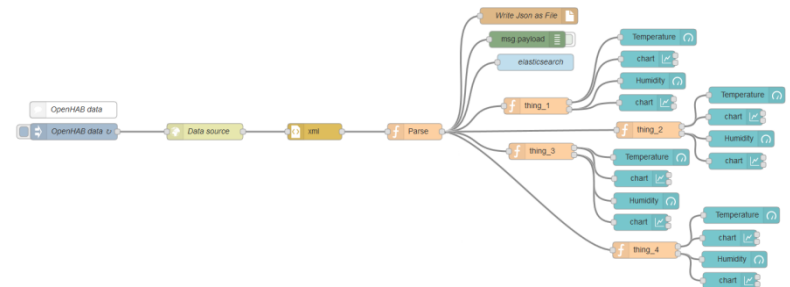 Write Json as File
msg.payload
elasticsearch
OpenHAB data
OpenHAB data ↻
Data source
xml
Parse
thing_1
Temperature
chart
Humidity
chart
thing_2
Temperature
chart
Humidity
chart
thing_3
Temperature
chart
Humidity
chart
thing_4
Temperature
chart
Humidity
chart